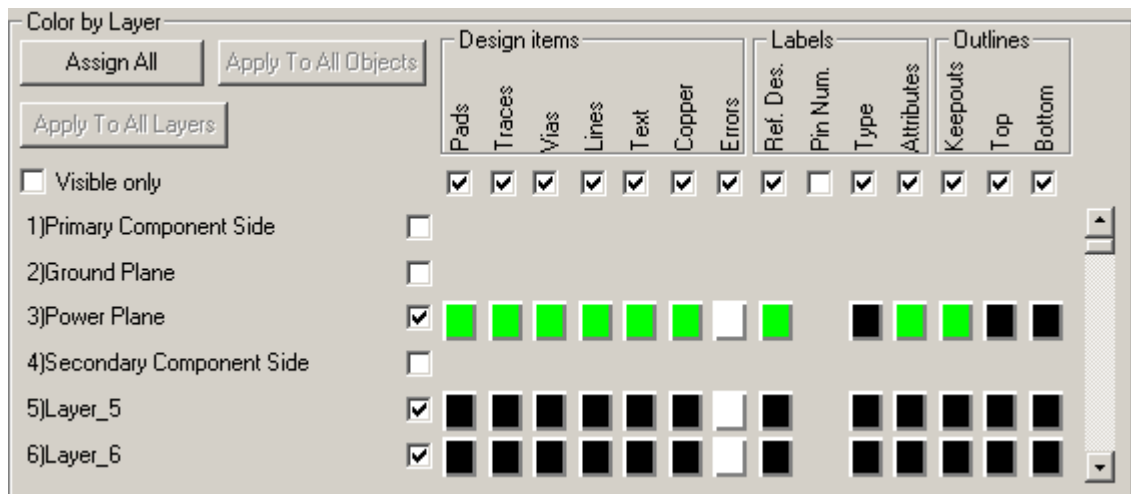 Color by Layer
Assign All
Apply To All Objects
Apply To All Layers
Design items
Labels
Outlines
Pads
Traces
Vias
Lines
Text
Copper
Errors
Ref. Des.
Pin Num.
Type
Attributes
Keepouts
Top
Bottom
Visible only
1)Primary Component Side
2)Ground Plane
3)Power Plane
4)Secondary Component Side
5)Layer_5
6)Layer_6